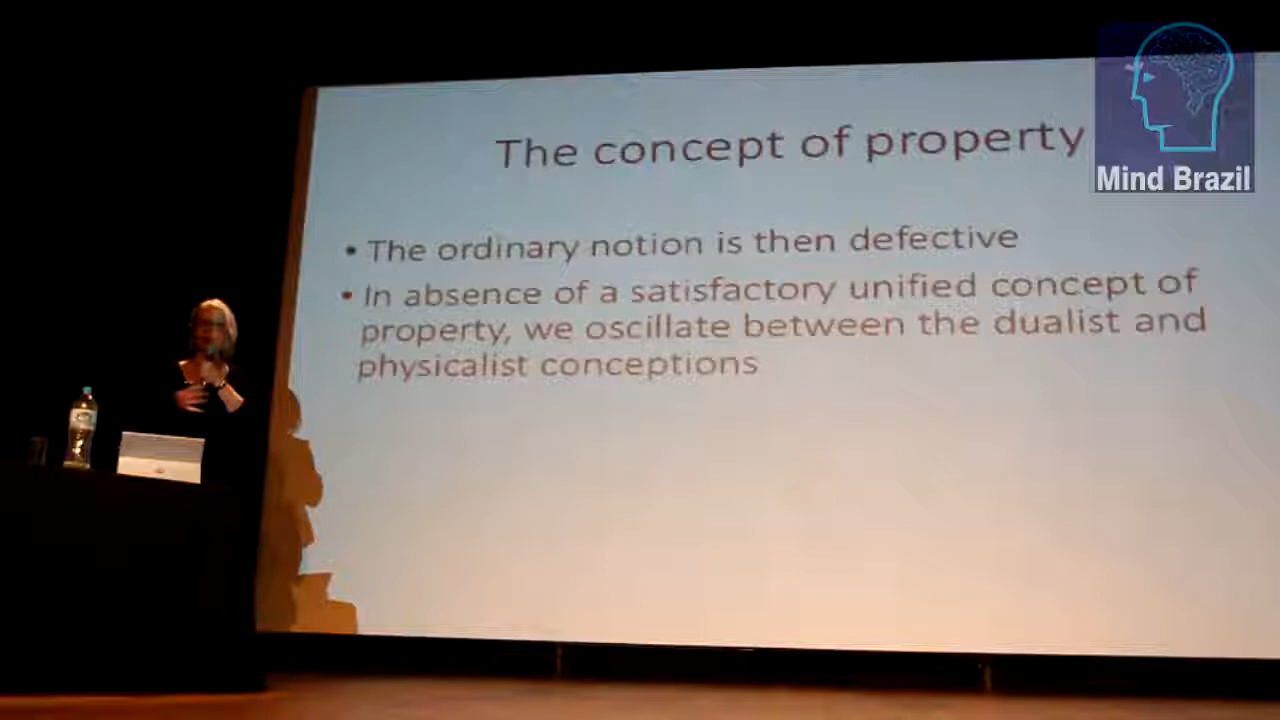 The concept of property
Mind Brazil
• The ordinary notion is then defective
• In absence of a satisfactory unified concept of
property, we oscillate between the dualist and
physicalist conceptions